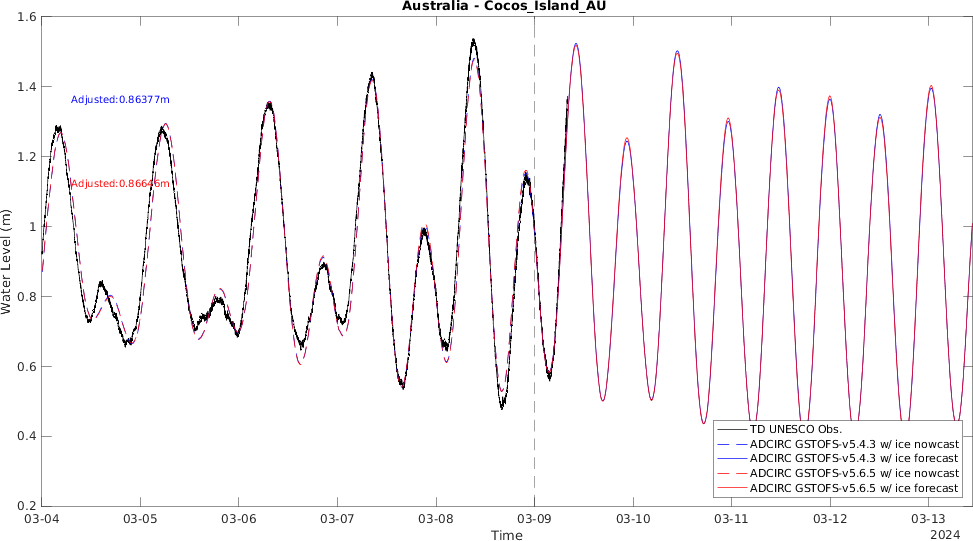 Australia - Cocos_Island_AU
1.6
1.4
1.2
1
0.8
0.6
0.4
0.2
Water Level (m)
Adjusted:0.86377m
Adjusted:0.86646m
TD UNESCO Obs.
ADCIRC GSTOFS-v5.4.3 w/ ice nowcast
ADCIRC GSTOFS-v5.4.3 w/ ice forecast
ADCIRC GSTOFS-v5.6.5 w/ ice nowcast
ADCIRC GSTOFS-v5.6.5 w/ ice forecast
03-04 03-05 03-06 03-07 03-08 03-09 03-10 03-11 03-12 03-13
Time
2024